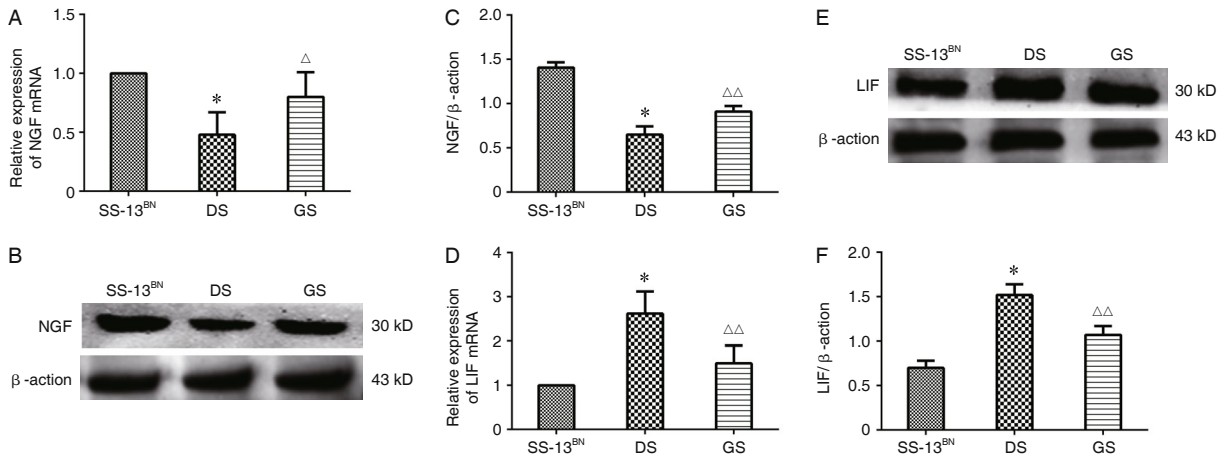 A
Relative expression
of NGF mRNA
1.5
1.0
0.5
0
*
△
SS-13BN DS GS
B
SS-13BN DS GS
NGF 30 kD
β-action 43 kD
C
NGF/β-action
2.0
1.5
1.0
0.5
0.0
*
△△
SS-13BN DS GS
D
Relative expression
of LIF mRNA
4
3
2
1
0
*
△△
SS-13BN DS GS
E
SS-13BN DS GS
LIF 30 kD
β-action 43 kD
F
LIF/β-action
2.0
1.5
1.0
0.5
0.0
*
△△
SS-13BN DS GS